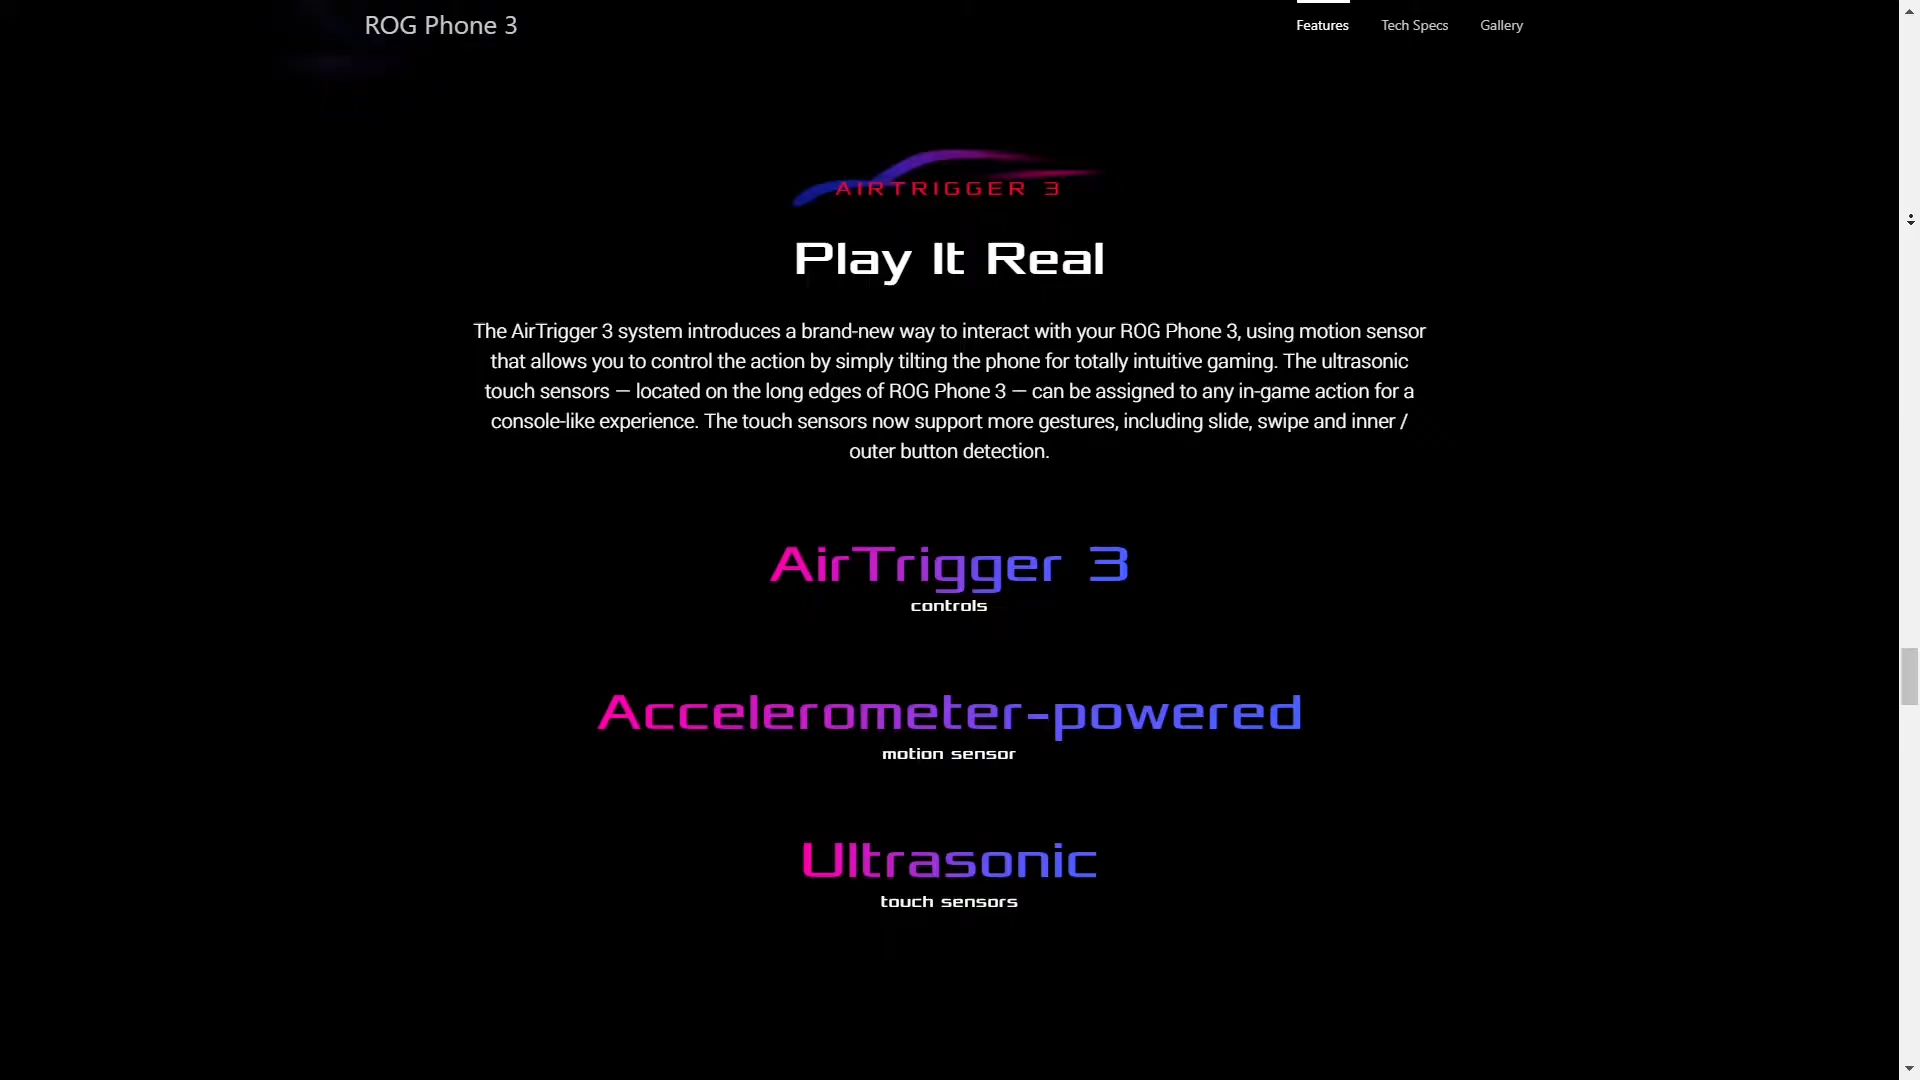 ROG Phone 3
Features
Tech Specs
Gallery
AIRTRIGGER 3
Play It Real
The AirTrigger 3 system introduces a brand-new way to interact with your ROG Phone 3, using motion sensor
that allows you to control the action by simply tilting the phone for totally intuitive gaming. The ultrasonic
touch sensors — located on the long edges of ROG Phone 3 — can be assigned to any in-game action for a
console-like experience. The touch sensors now support more gestures, including slide, swipe and inner /
outer button detection.
AirTrigger 3
controls
Accelerometer-powered
motion sensor
Ultrasonic
touch sensors